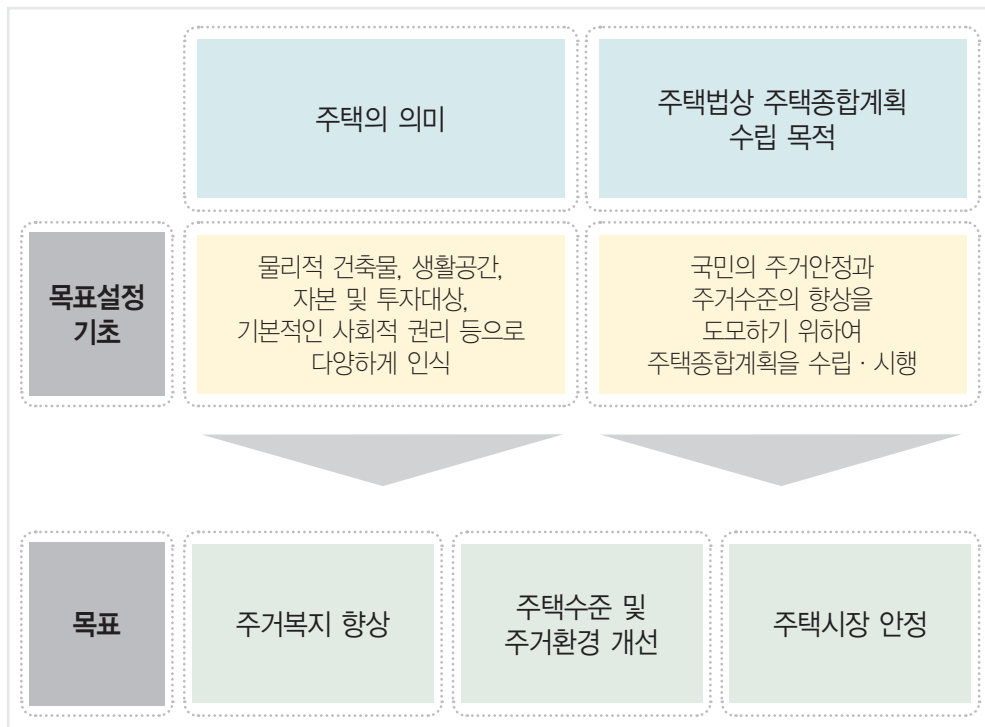 주택의 의미
주택법상 주택종합계획
수립 목적
목표설정
기초
물리적 건축물, 생활공간,
자본 및 투자대상,
기본적인 사회적 권리 등으로
다양하게 인식
국민의 주거안정과
주거수준의 향상을
도모하기 위하여
주택종합계획을 수립 · 시행
목표
주거복지 향상
주택수준 및
주거환경 개선
주택시장 안정